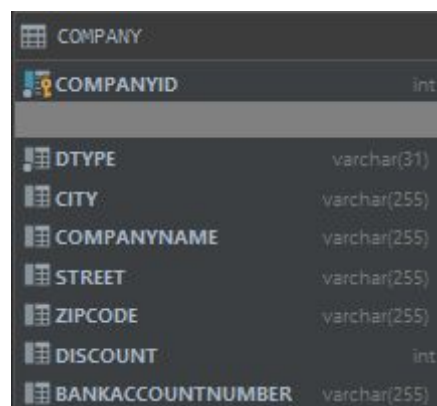 COMPANY
COMPANYID int
DTYPE varchar(31)
CITY varchar(255)
COMPANYNAME varchar(255)
STREET varchar(255)
ZIPCODE varchar(255)
DISCOUNT int
BANKACCOUNTNUMBER varchar(255)